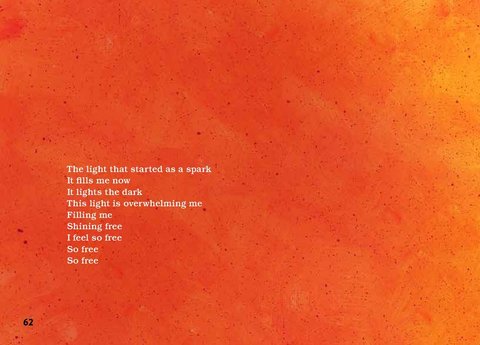 The light that started as a spark
It fills me now
It lights the dark
This light is overwhelming me
Filling me
Shining free
I feel so free
So free
So free
62